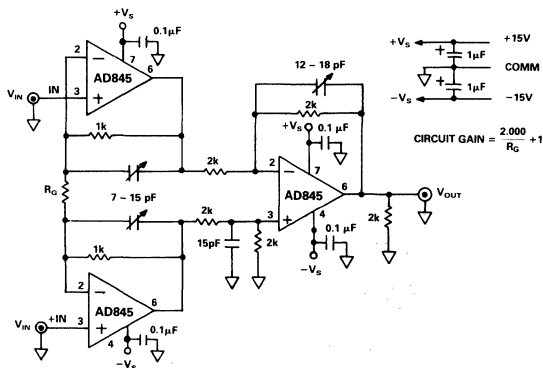 +VS
0.1µF
7
2
–
AD845
6
VIN
IN
3
+
1k
7 – 15 pF
RG
1k
2
–
AD845
6
VIN
+IN
3
+
4
0.1µF
–VS
2k
2k
15pF
2k
12 – 18 pF
2k
+VS
0.1 µF
7
2
–
AD845
6
3
+
4
0.1 µF
–VS
2k
VOUT
+VS
+15V
+
1µF
COMM
+
1µF
–VS
–15V
CIRCUIT GAIN = 2.000 / RG + 1